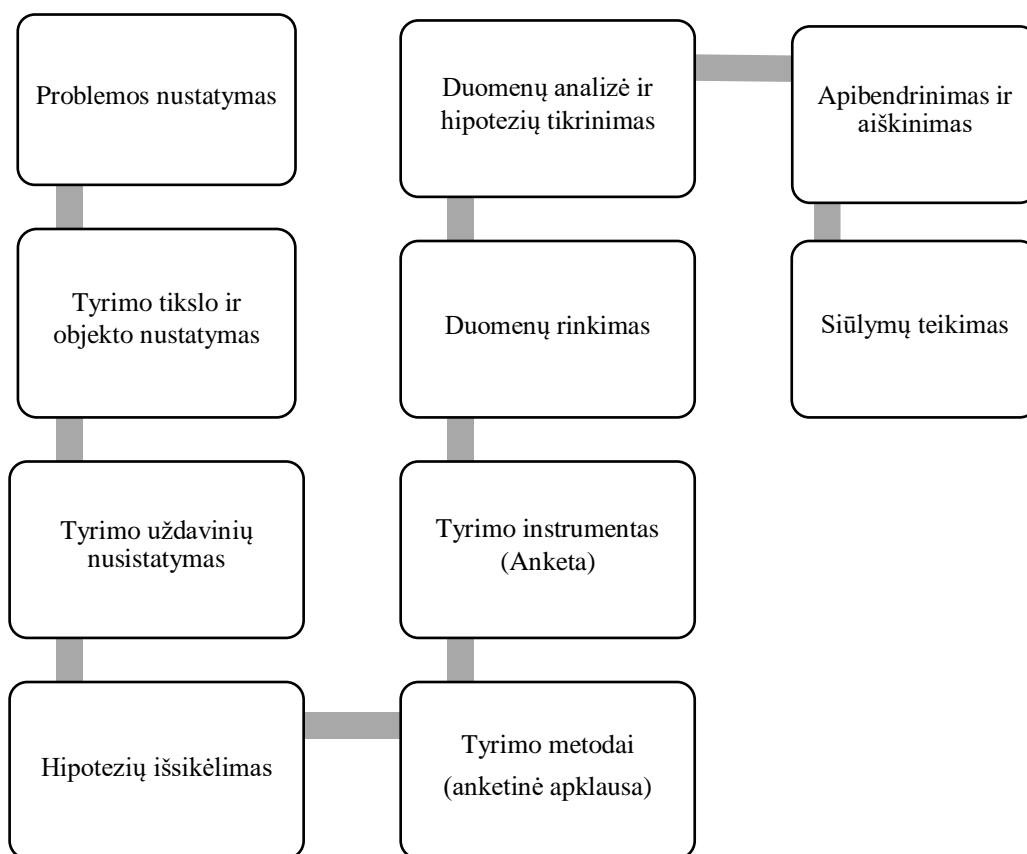 Problemos nustatymas
Tyrimo tikslo ir
objekto nustatymas
Tyrimo uždavinių
nusistatymas
Hipotezių išsikėlimas
Tyrimo metodai
(anketinė apklausa)
Tyrimo instrumentas
(Anketa)
Duomenų rinkimas
Duomenų analizė ir
hipotezių tikrinimas
Apibendrinimas ir
aiškinimas
Siūlymų teikimas